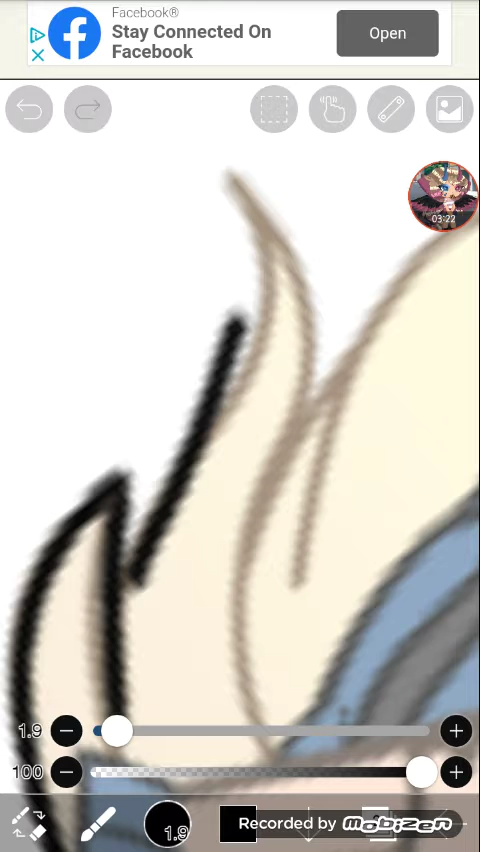 Facebook®
Stay Connected On
Facebook
Open
03:22
1.9
100
1.9
Recorded by mobizen